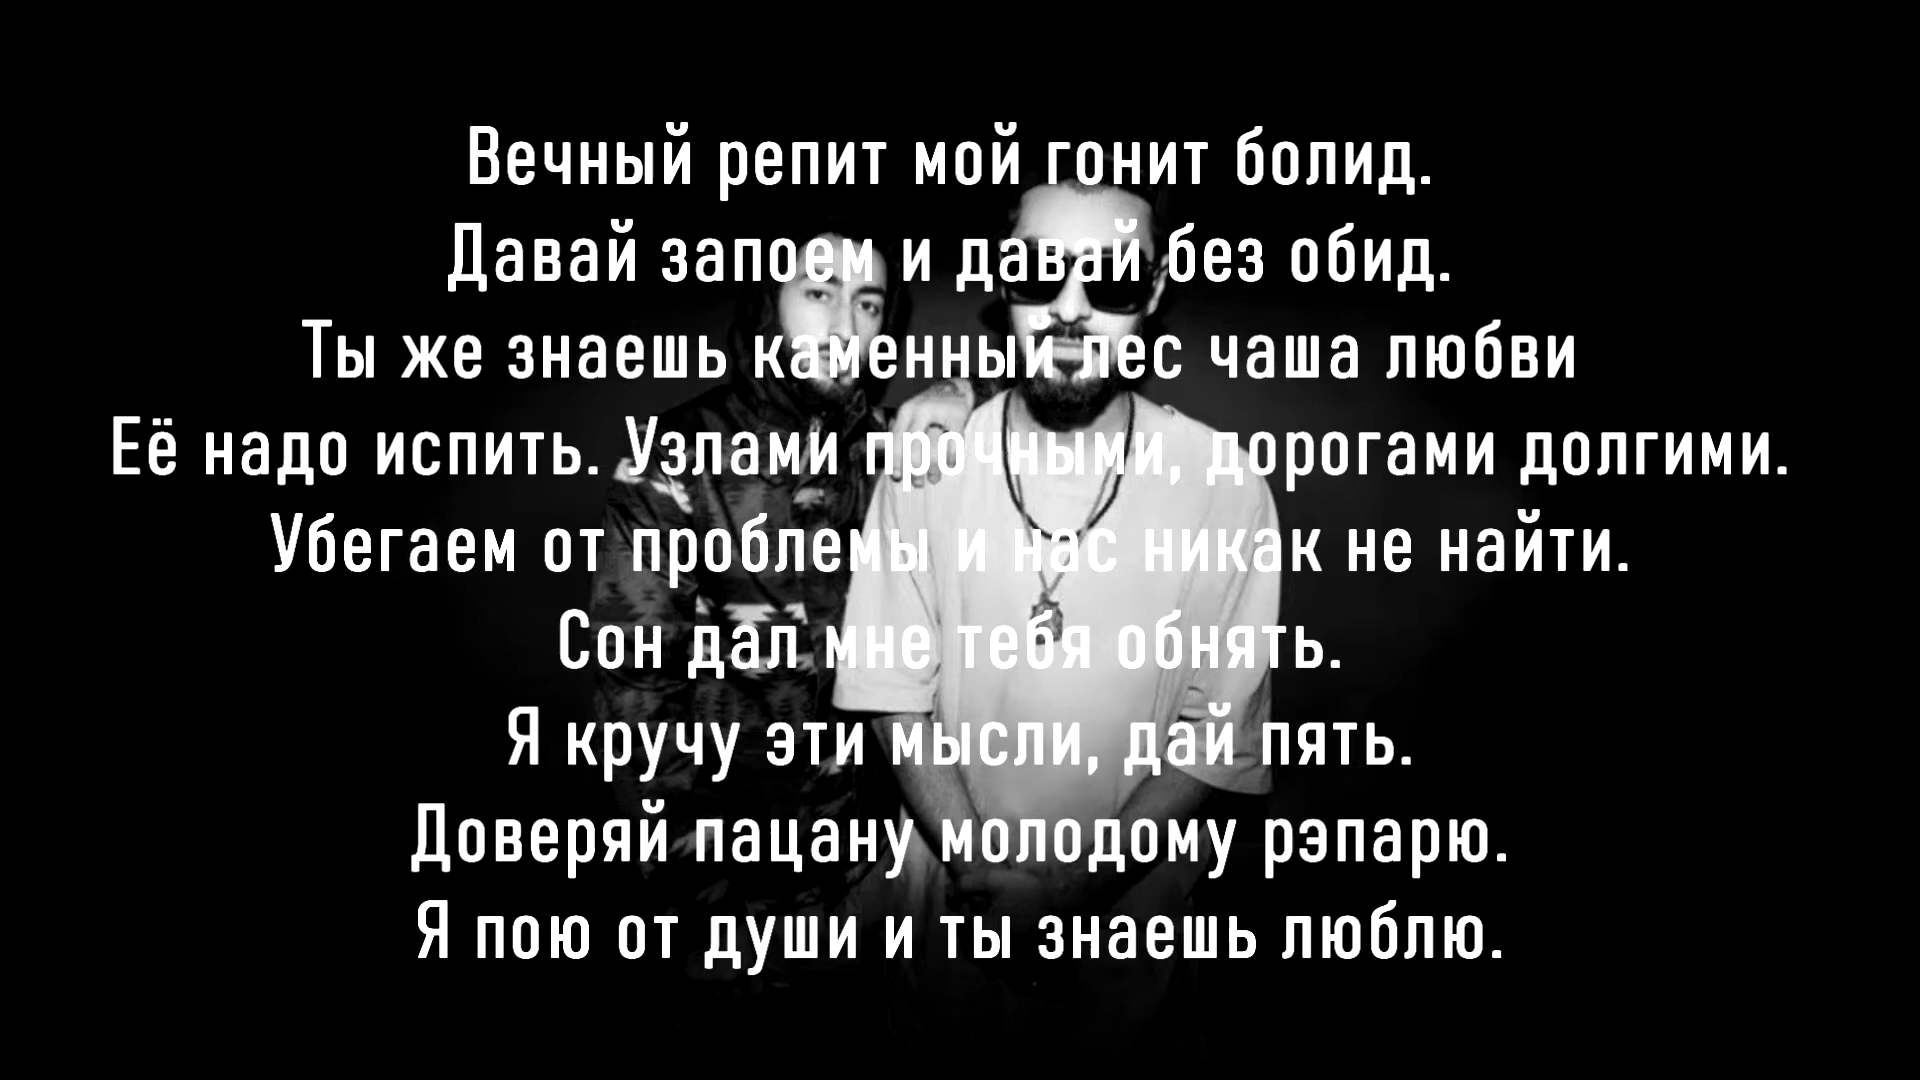 Вечный репит мой гонит болид.
Давай запоем и давай без обид.
Ты же знаешь каменный лес чаша любви
Её надо испить. Узлами прочными, дорогами долгими.
Убегаем от проблемы и нас никак не найти.
Сон дал мне тебя обнять.
Я кручу эти мысли, дай пять.
Доверяй пацану молодому рэпарю.
Я пою от души и ты знаешь люблю.